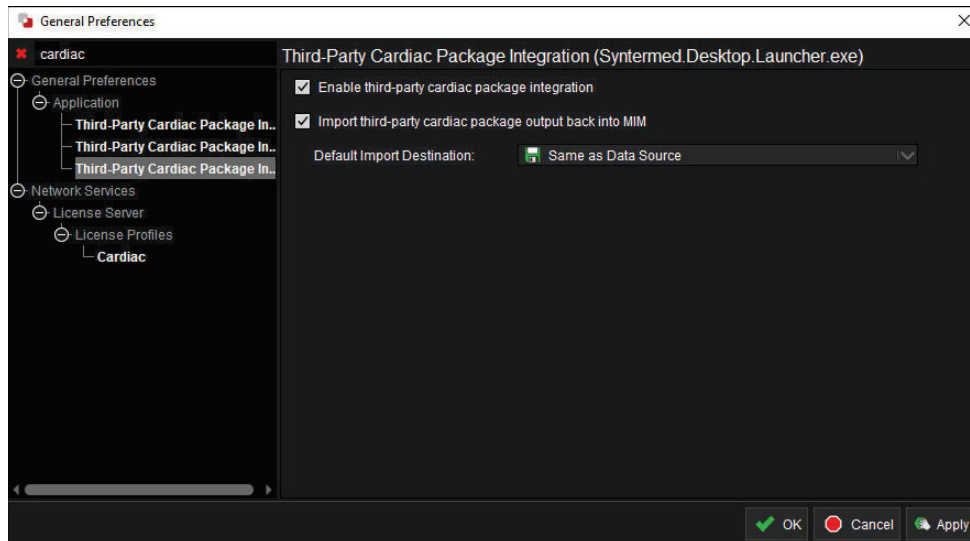 General Preferences
cardiac
Third-Party Cardiac Package Integration (Syntermed.Desktop.Launcher.exe)
General Preferences
Application
Third-Party Cardiac Package In..
Third-Party Cardiac Package In..
Third-Party Cardiac Package In..
Network Services
License Server
License Profiles
Cardiac
Enable third-party cardiac package integration
Import third-party cardiac package output back into MIM
Default Import Destination: Same as Data Source
OK Cancel Apply